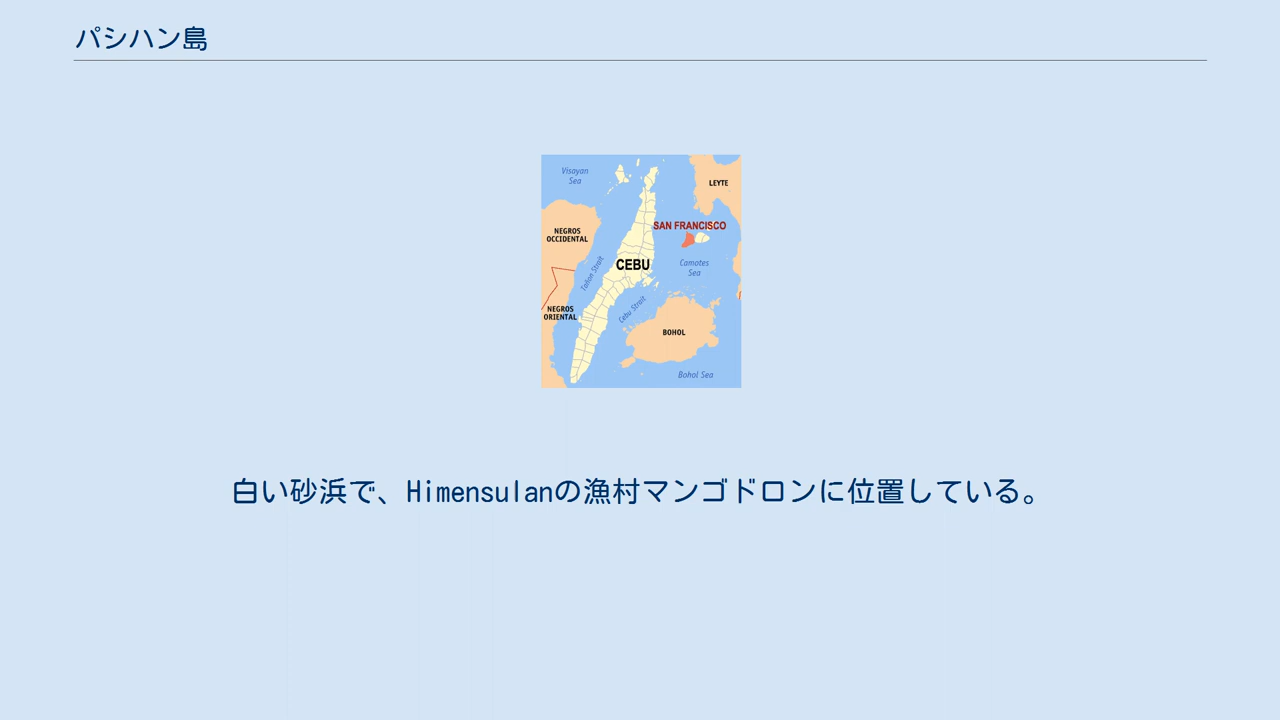 パシハン島
Visayan
Sea
LEYTE
SAN FRANCISCO
NEGROS
OCCIDENTAL
CEBU
Camotes
Sea
Tañon Strait
Cebu Strait
NEGROS
ORIENTAL
BOHOL
Bohol Sea
白い砂浜で、Himensulanの漁村マンゴドロンに位置している。